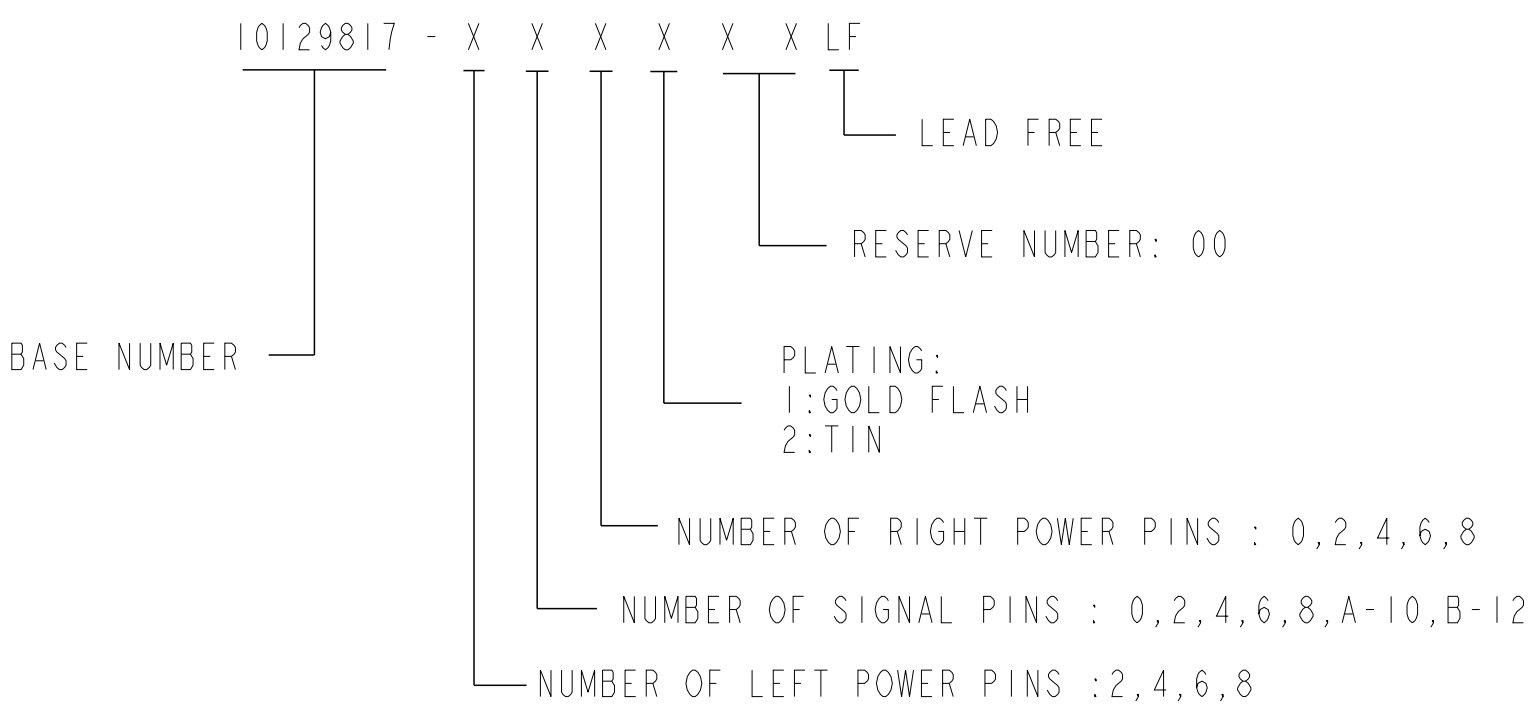 10129817 - X X X X X X LF
LEAD FREE
RESERVE NUMBER: 00
BASE NUMBER
PLATING:
1:GOLD FLASH
2:TIN
NUMBER OF RIGHT POWER PINS : 0,2,4,6,8
NUMBER OF SIGNAL PINS : 0,2,4,6,8,A-10,B-12
NUMBER OF LEFT POWER PINS :2,4,6,8